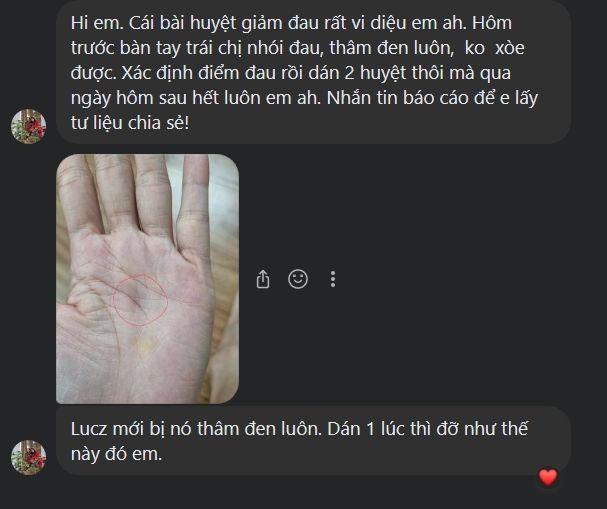 Hi em. Cái bài huyệt giảm đau rất vi diệu em ah. Hôm
trước bàn tay trái chị nhói đau, thâm đen luôn,  ko  xòe
được. Xác định điểm đau rồi dán 2 huyệt thôi mà qua
ngày hôm sau hết luôn em ah. Nhắn tin báo cáo để e lấy
tư liệu chia sẻ!
Lucz mới bị nó thâm đen luôn. Dán 1 lúc thì đỡ như thế
này đó em.